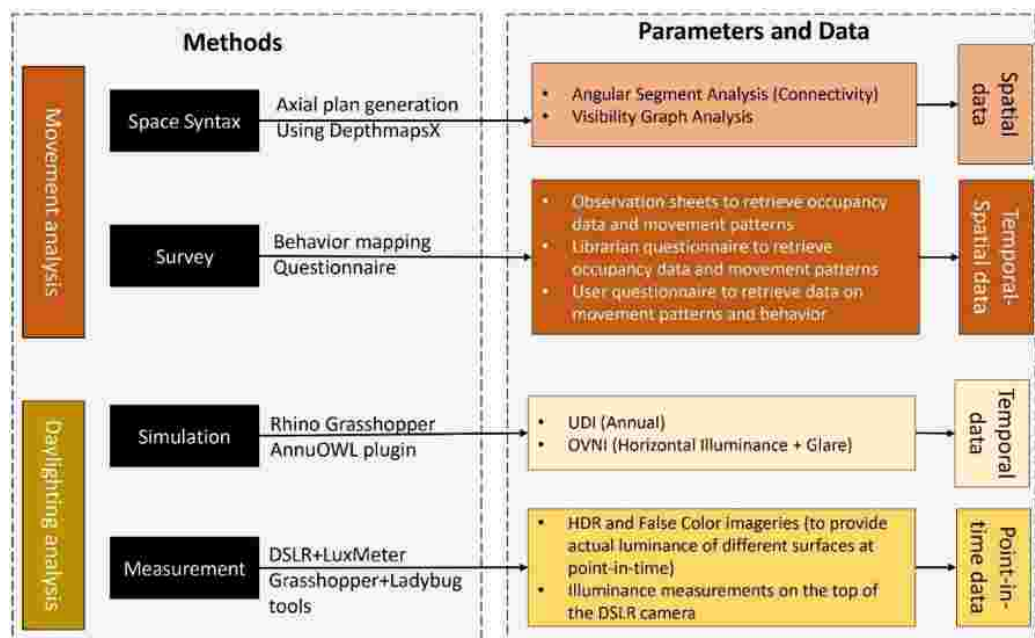 Methods
Parameters and Data
Movement analysis
Space Syntax
Axial plan generation
Using DepthmapsX
• Angular Segment Analysis (Connectivity)
• Visibility Graph Analysis
Spatial
data
Survey
Behavior mapping
Questionnaire
• Observation sheets to retrieve occupancy
data and movement patterns
• Librarian questionnaire to retrieve
occupancy data and movement patterns
• User questionnaire to retrieve data on
movement patterns and behavior
Temporal-
Spatial data
Daylighting analysis
Simulation
Rhino Grasshopper
AnnuOWL plugin
• UDI (Annual)
• OVNI (Horizontal Illuminance + Glare)
Temporal
data
Measurement
DSLR+LuxMeter
Grasshopper+Ladybug
tools
• HDR and False Color imageries (to provide
actual luminance of different surfaces at
point-in-time)
• Illuminance measurements on the top of
the DSLR camera
Point-in-
time data